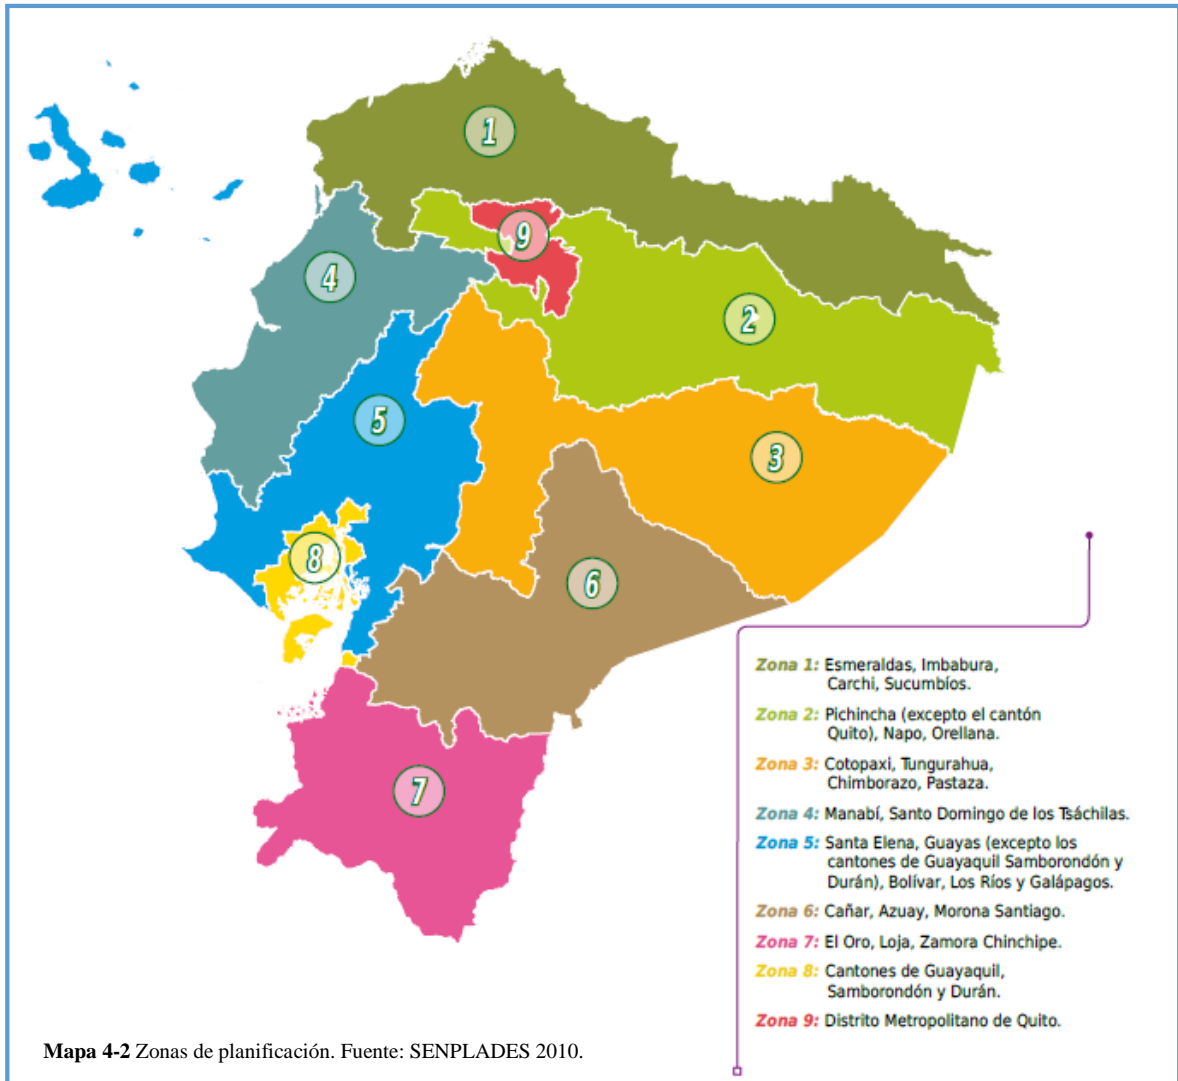 1
9
4
2
5
3
8
6
7
Zona 1: Esmeraldas, Imbabura,
Carchi, Sucumbíos.
Zona 2: Pichincha (excepto el cantón
Quito), Napo, Orellana.
Zona 3: Cotopaxi, Tungurahua,
Chimborazo, Pastaza.
Zona 4: Manabí, Santo Domingo de los Tsáchilas.
Zona 5: Santa Elena, Guayas (excepto los
cantones de Guayaquil Samborondón y
Durán), Bolívar, Los Ríos y Galápagos.
Zona 6: Cañar, Azuay, Morona Santiago.
Zona 7: El Oro, Loja, Zamora Chinchipe.
Zona 8: Cantones de Guayaquil,
Samborondón y Durán.
Zona 9: Distrito Metropolitano de Quito.
Mapa 4-2 Zonas de planificación. Fuente: SENPLADES 2010.